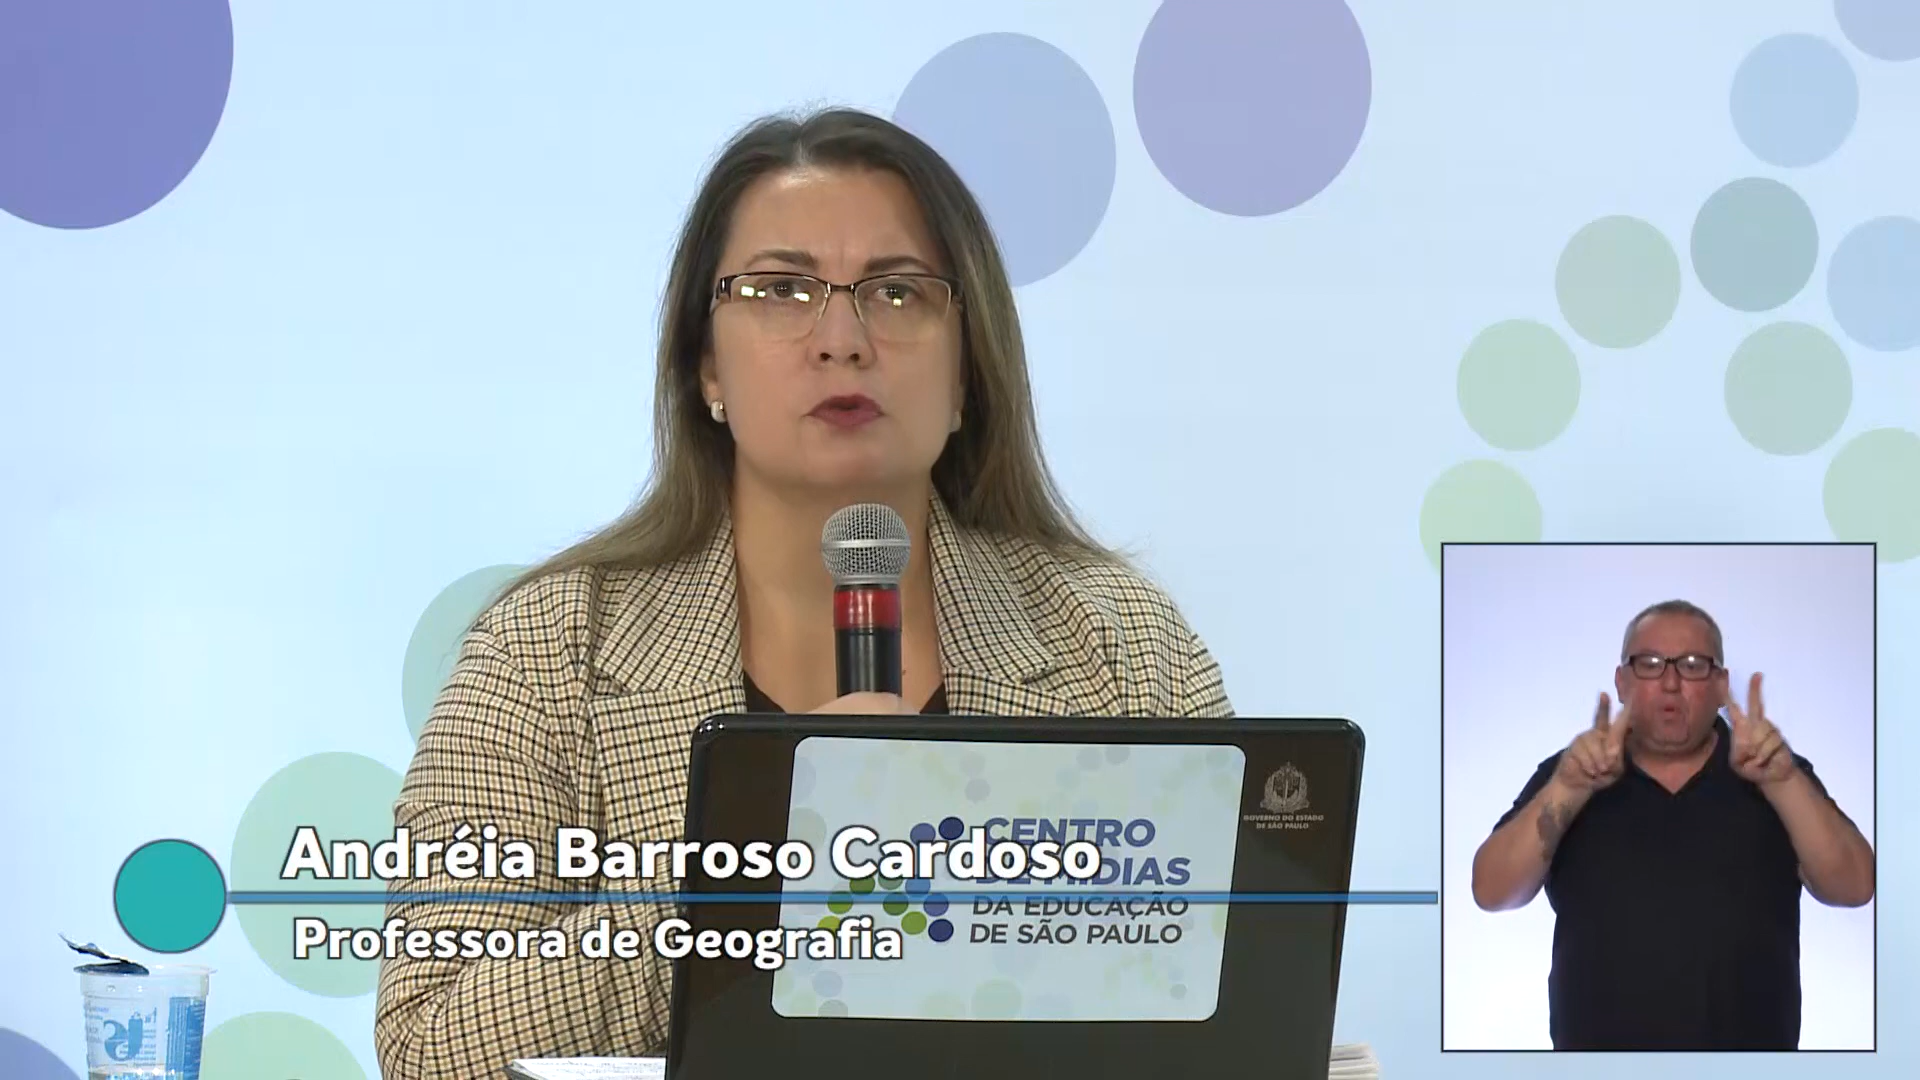 Andréia Barroso Cardoso
Professora de Geografia
CENTRO
DE MÍDIAS
DA EDUCAÇÃO
DE SÃO PAULO
GOVERNO DO ESTADO
DE SÃO PAULO